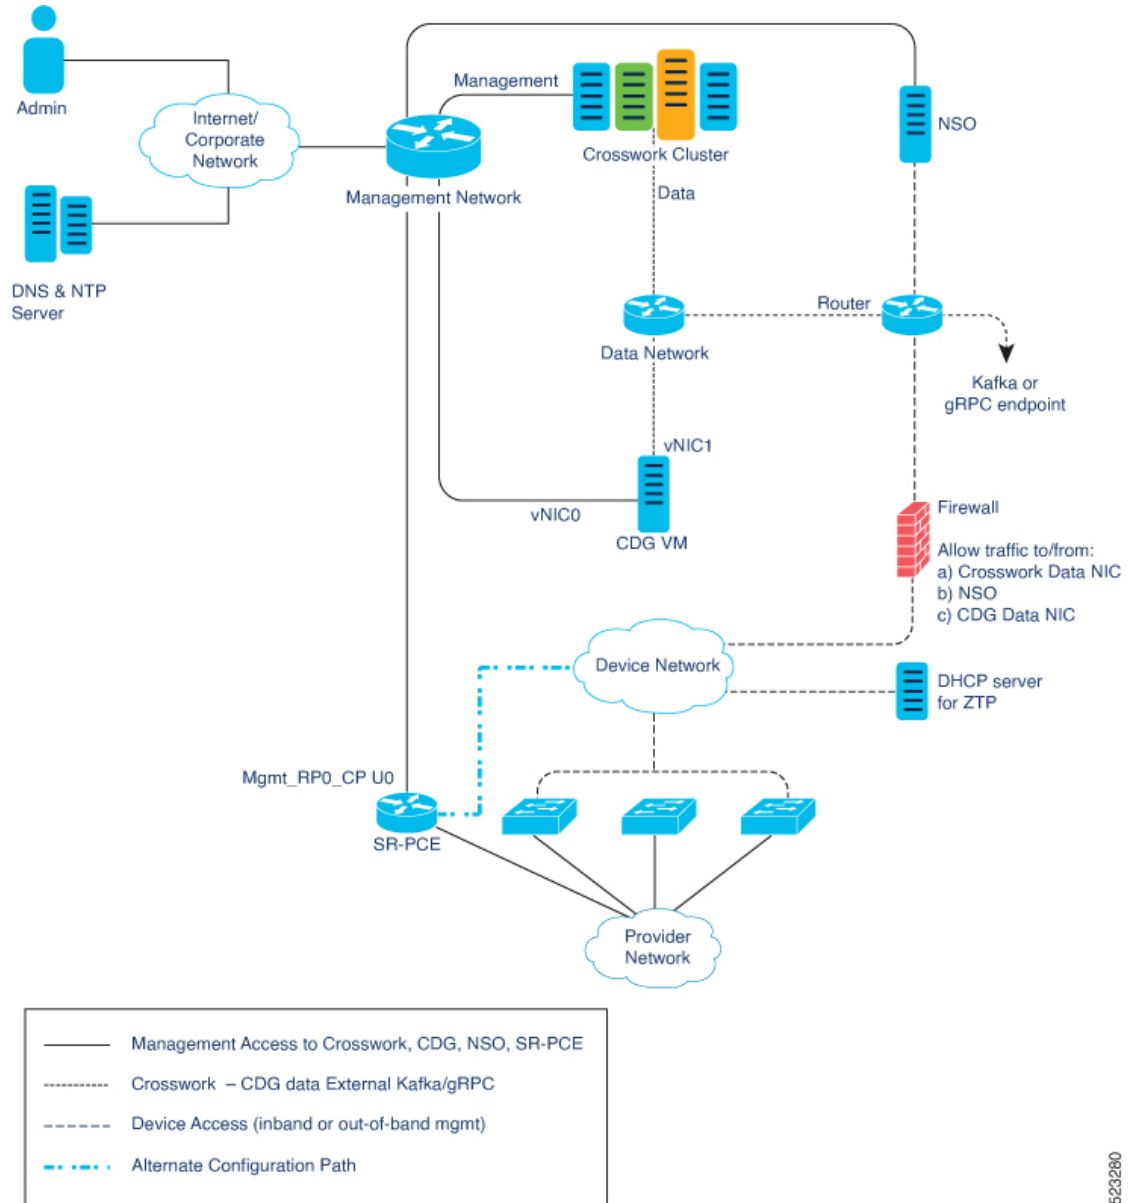 Admin
Internet/
Corporate
Network
DNS & NTP
Server
Management
Management Network
Crosswork Cluster
NSO
Data
Router
Data Network
Kafka or
gRPC endpoint
vNIC1
vNIC0
CDG VM
Firewall
Allow traffic to/from:
a) Crosswork Data NIC
b) NSO
c) CDG Data NIC
Device Network
DHCP server
for ZTP
Mgmt_RP0_CP U0
SR-PCE
Provider
Network
Management Access to Crosswork, CDG, NSO, SR-PCE
Crosswork – CDG data External Kafka/gRPC
Device Access (inband or out-of-band mgmt)
Alternate Configuration Path
523280